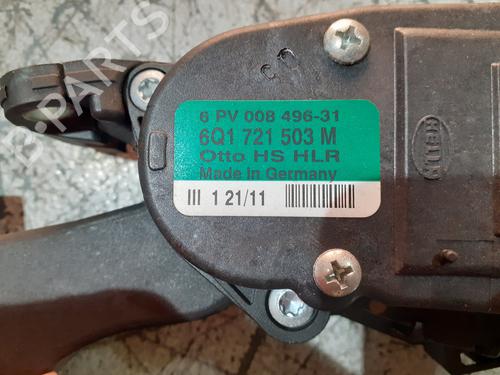 B-PARTS
6 PV 008 496-31
6Q1 721 503 M
Otto HS HLR
Made in Germany
III 1 21/11
HELLA